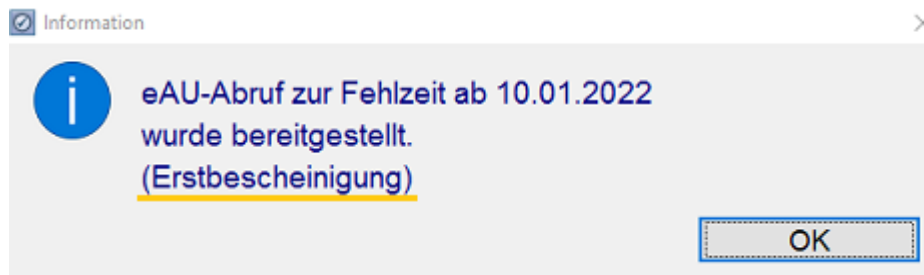 Information
eAU-Abruf zur Fehlzeit ab 10.01.2022
wurde bereitgestellt.
(Erstbescheinigung)
OK